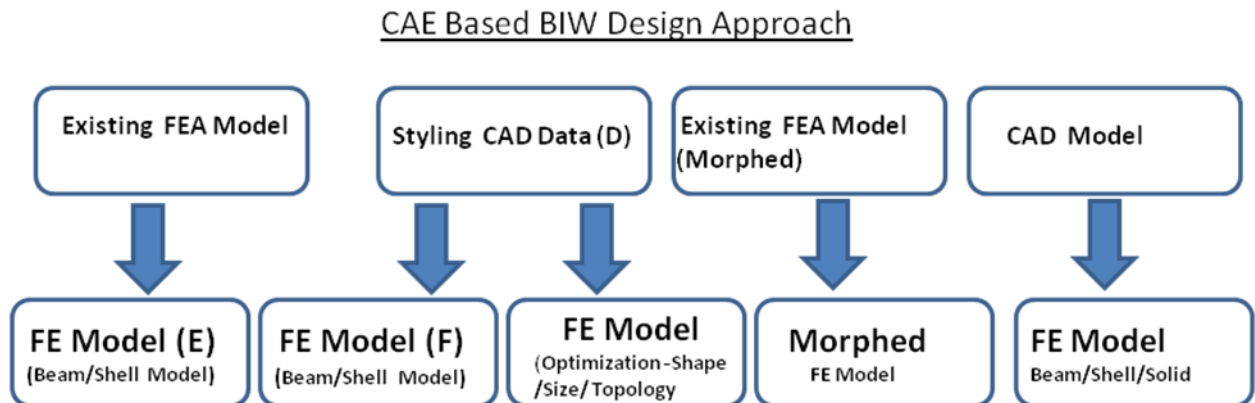 CAE Based BIW Design Approach
Existing FEA Model
Styling CAD Data (D)
Existing FEA Model
(Morphed)
CAD Model
FE Model (E)
(Beam/Shell Model)
FE Model (F)
(Beam/Shell Model)
FE Model
(Optimization-Shape
/Size/Topology
Morphed
FE Model
FE Model
Beam/Shell/Solid